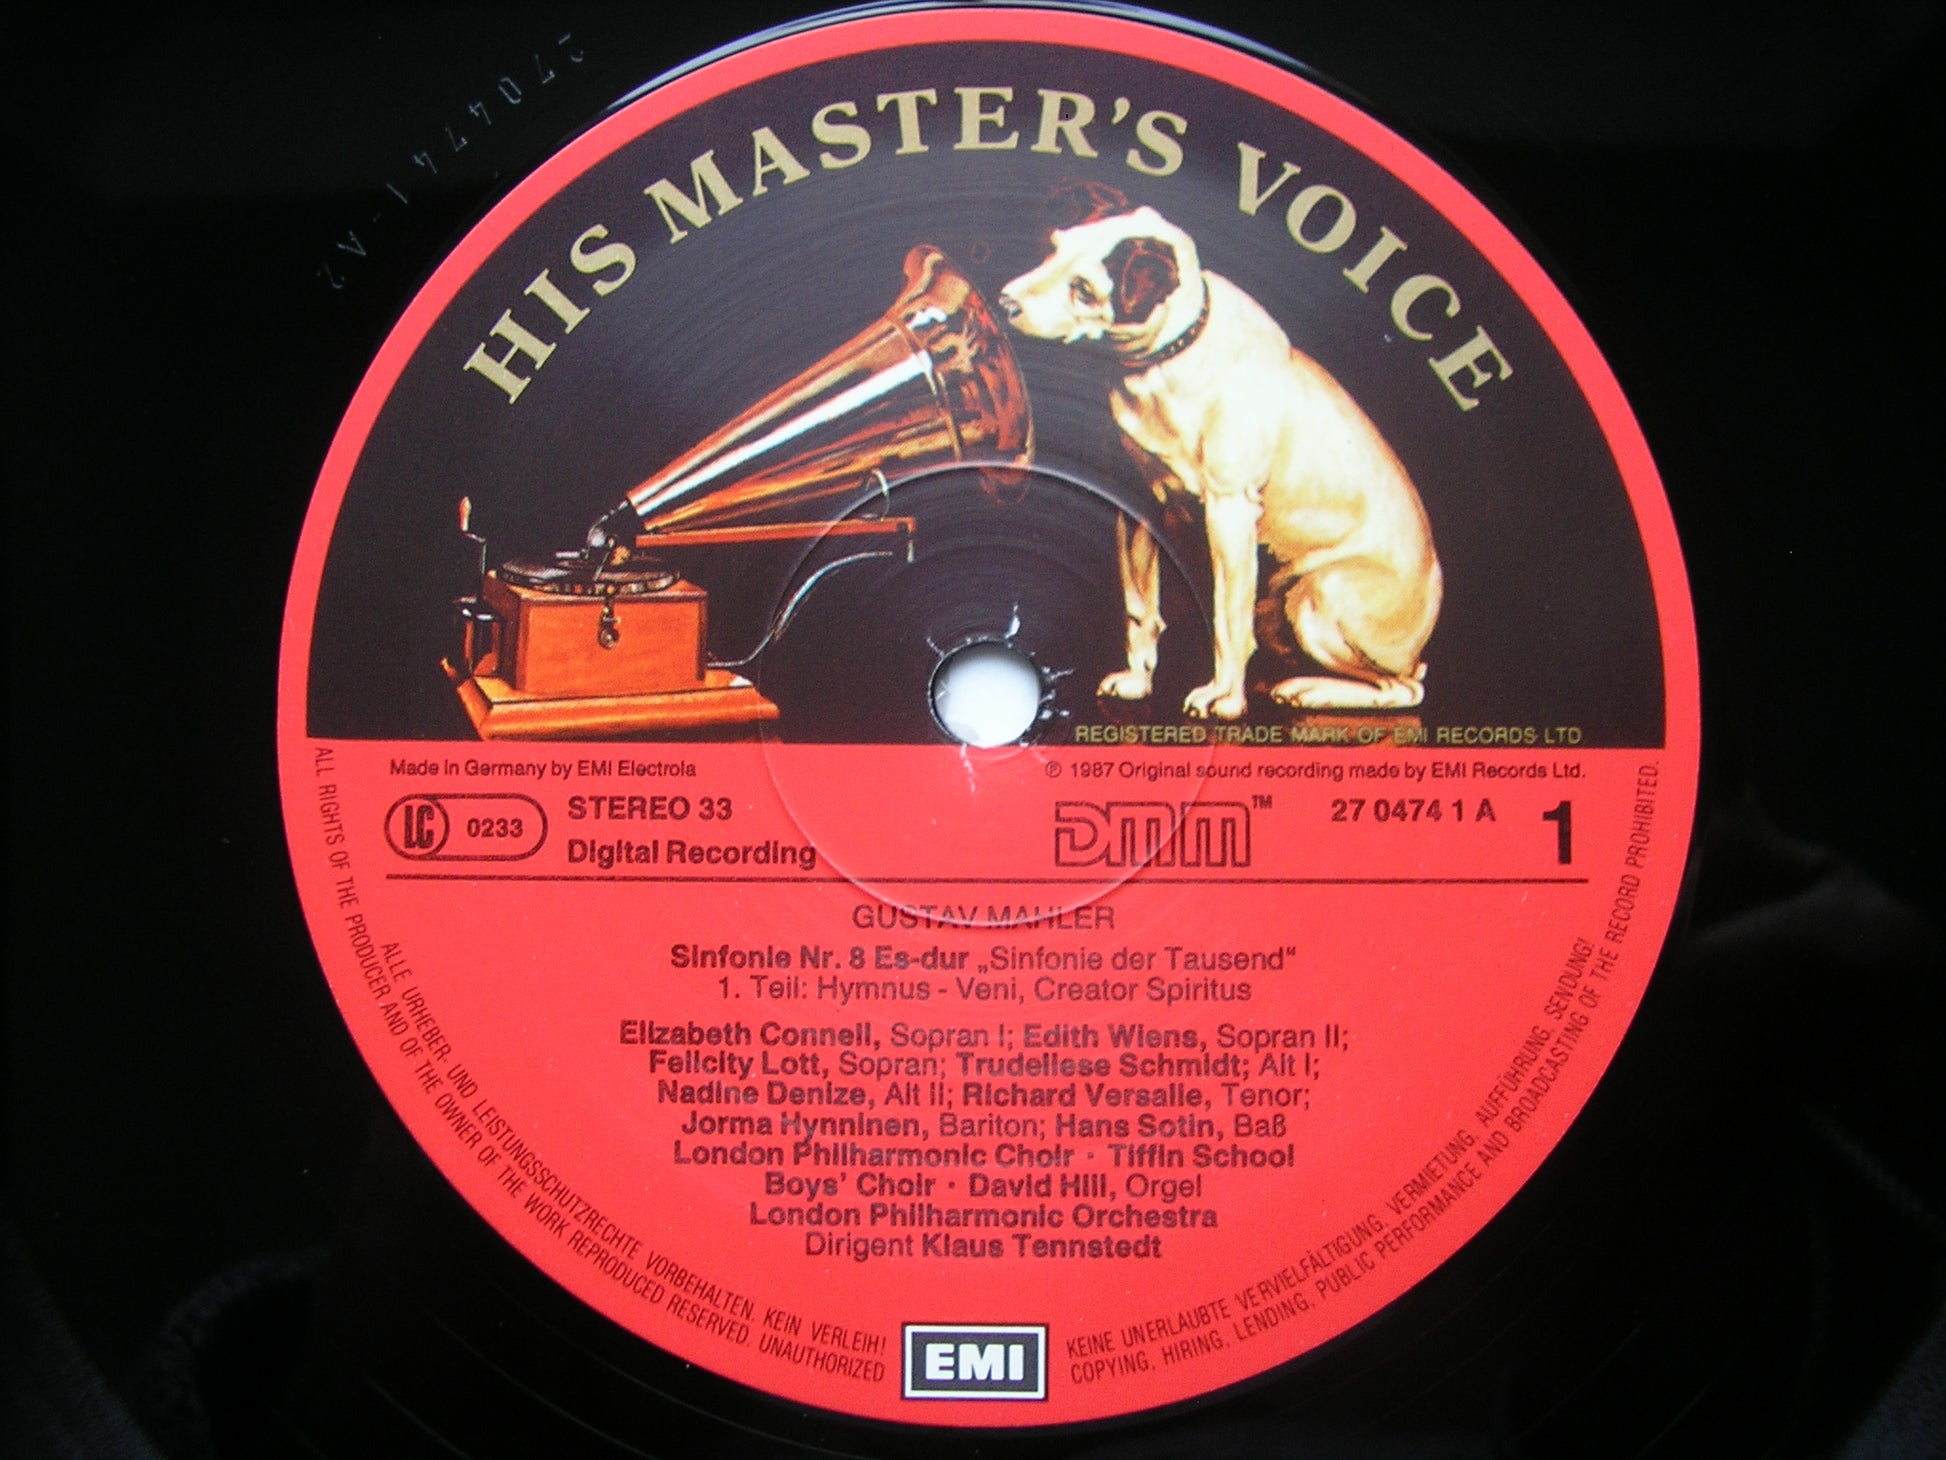 270474 1-A2
HIS MASTER'S VOICE
REGISTERED TRADE MARK OF EMI RECORDS LTD.
Made in Germany by EMI Electrola
℗ 1987 Original sound recording made by EMI Records Ltd.
LC 0233
STEREO 33
Digital Recording
DMM™
27 0474 1 A
1
GUSTAV MAHLER
Sinfonie Nr. 8 Es-dur „Sinfonie der Tausend“
1. Teil: Hymnus - Veni, Creator Spiritus
Elizabeth Connell, Sopran I; Edith Wiens, Sopran II;
Felicity Lott, Sopran; Trudeliese Schmidt; Alt I;
Nadine Denize, Alt II; Richard Versalle, Tenor;
Jorma Hynninen, Bariton; Hans Sotin, Baß
London Philharmonic Choir · Tiffin School
Boys' Choir · David Hill, Orgel
London Philharmonic Orchestra
Dirigent Klaus Tennstedt
EMI
ALLE URHEBER- UND LEISTUNGSSCHUTZRECHTE VORBEHALTEN. KEIN VERLEIH!
KEINE UNERLAUBTE VERVIELFÄLTIGUNG, VERMIETUNG, AUFFÜHRUNG, SENDUNG!
ALL RIGHTS OF THE PRODUCER AND OF THE OWNER OF THE WORK REPRODUCED RESERVED. UNAUTHORIZED
COPYING, HIRING, LENDING, PUBLIC PERFORMANCE AND BROADCASTING OF THE RECORD PROHIBITED.